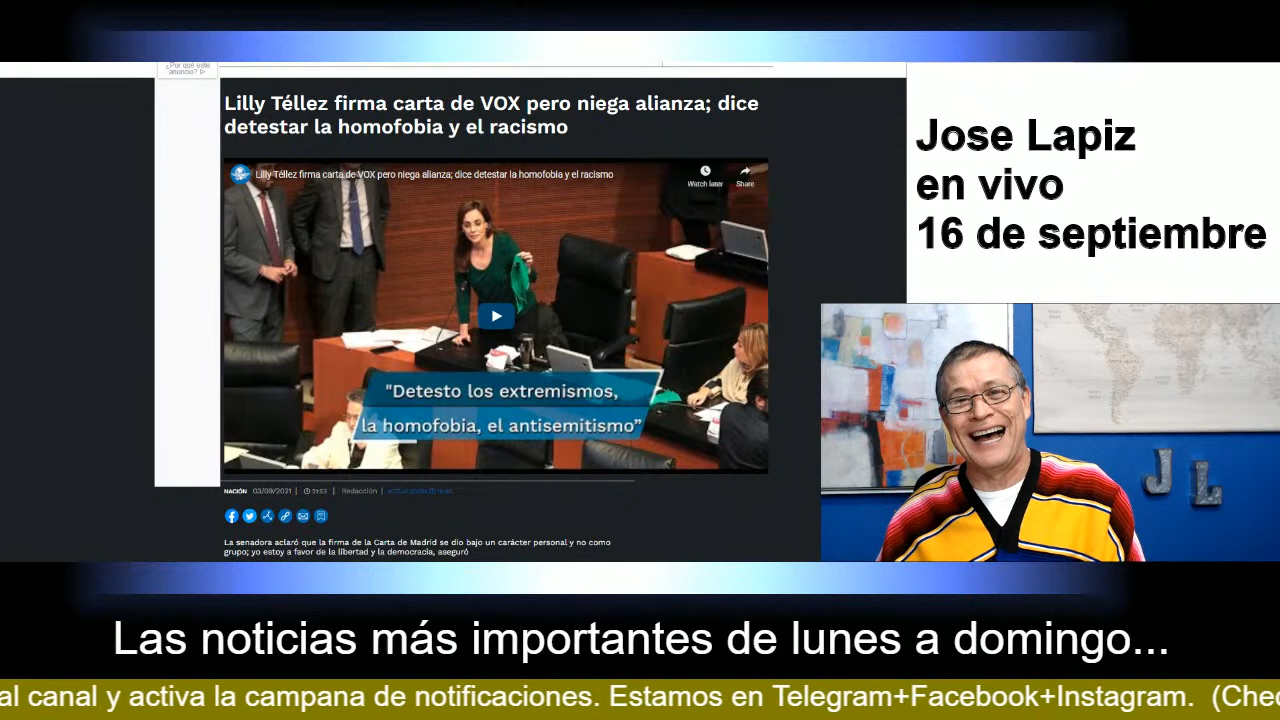 ¿Por qué este
anuncio?
Lilly Téllez firma carta de VOX pero niega alianza; dice
detestar la homofobia y el racismo
Lilly Téllez firma carta de VOX pero niega alianza; dice detestar la homofobia y el racismo
Watch later
Share
"Detesto los extremismos,
la homofobia, el antisemitismo”
NACIÓN 03/09/2021 | 21:53 | Redacción |
La senadora aclaró que la firma de la Carta de Madrid se dio bajo un carácter personal y no como
grupo; yo estoy a favor de la libertad y la democracia, aseguró
Jose Lapiz
en vivo
16 de septiembre
JL
Las noticias más importantes de lunes a domingo...
al canal y activa la campana de notificaciones. Estamos en Telegram+Facebook+Instagram. (Chec